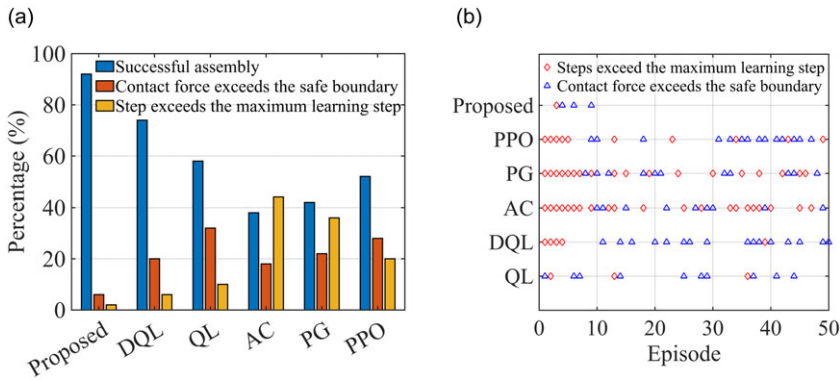 (a)
100
80
60
40
20
0
Percentage (%)
Successful assembly
Contact force exceeds the safe boundary
Step exceeds the maximum learning step
Proposed
DQL
QL
AC
PG
PPO
(b)
Steps exceed the maximum learning step
Contact force exceeds the safe boundary
Proposed
PPO
PG
AC
DQL
QL
0 10 20 30 40 50
Episode